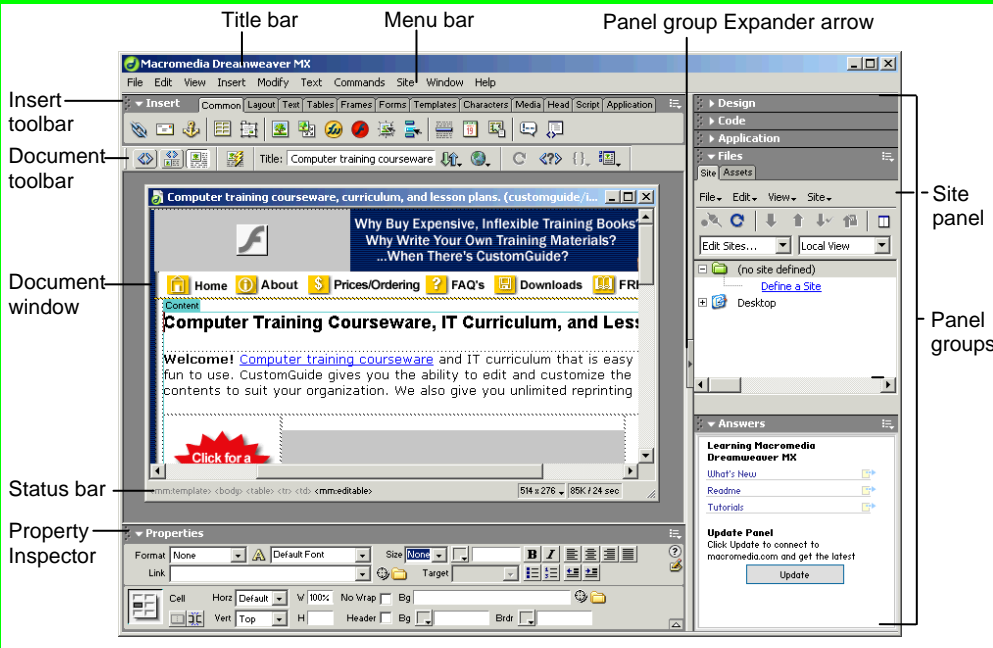 Title bar
Menu bar
Panel group Expander arrow
Macromedia Dreamweaver MX
File Edit View Insert Modify Text Commands Site Window Help
Insert toolbar
Insert Common Layout Text Tables Frames Forms Templates Characters Media Head Script Application
Document toolbar
Title: Computer training courseware
Document window
Computer training courseware, curriculum, and lesson plans. (customguide/i...
Why Buy Expensive, Inflexible Training Books?
Why Write Your Own Training Materials?
...When There's CustomGuide?
Home About Prices/Ordering FAQ's Downloads FRE
Content
Computer Training Courseware, IT Curriculum, and Less
Welcome! Computer training courseware and IT curriculum that is easy
fun to use. CustomGuide gives you the ability to edit and customize the
contents to suit your organization. We also give you unlimited reprinting
Click for a
Status bar
<mm:template> <body> <table> <tr> <td> <mm:editable>
514 x 276 85K / 24 sec
Property Inspector
Properties
Format None Default Font Size None B I
Link Target
Cell Horz Default W 100% No Wrap Bg
Vert Top H Header Bg Brdr
Design
Code
Application
Files
Site Assets
File Edit View Site
Site panel
Edit Sites... Local View
(no site defined)
Define a Site
Desktop
Panel groups
Answers
Learning Macromedia
Dreamweaver MX
What's New
Readme
Tutorials
Update Panel
Click Update to connect to
macromedia.com and get the latest
Update